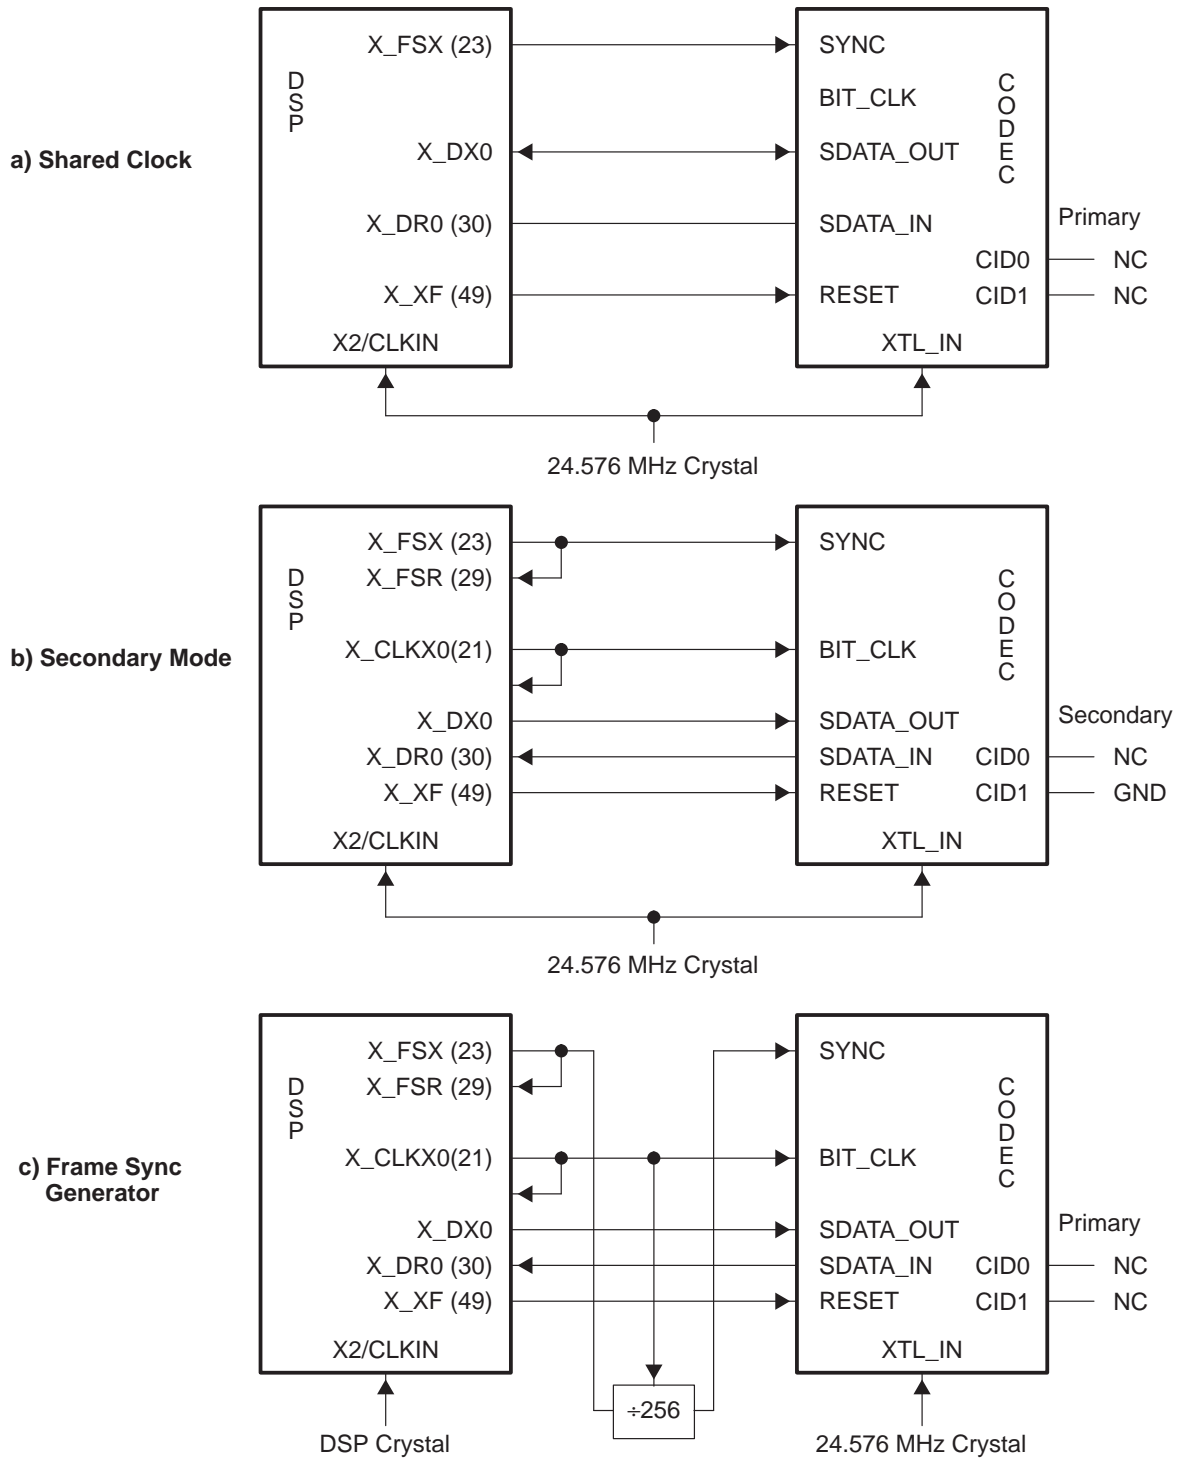 a) Shared Clock
DSP
X_FSX (23)
X_DX0
X_DR0 (30)
X_XF (49)
X2/CLKIN
SYNC
BIT_CLK
SDATA_OUT
SDATA_IN
RESET
CODEC
CID0
CID1
XTL_IN
Primary
NC
NC
24.576 MHz Crystal
b) Secondary Mode
DSP
X_FSX (23)
X_FSR (29)
X_CLKX0(21)
X_DX0
X_DR0 (30)
X_XF (49)
X2/CLKIN
SYNC
BIT_CLK
SDATA_OUT
SDATA_IN
RESET
CODEC
CID0
CID1
XTL_IN
Secondary
NC
GND
24.576 MHz Crystal
c) Frame Sync
Generator
DSP
X_FSX (23)
X_FSR (29)
X_CLKX0(21)
X_DX0
X_DR0 (30)
X_XF (49)
X2/CLKIN
SYNC
BIT_CLK
SDATA_OUT
SDATA_IN
RESET
CODEC
CID0
CID1
XTL_IN
Primary
NC
NC
÷256
DSP Crystal
24.576 MHz Crystal